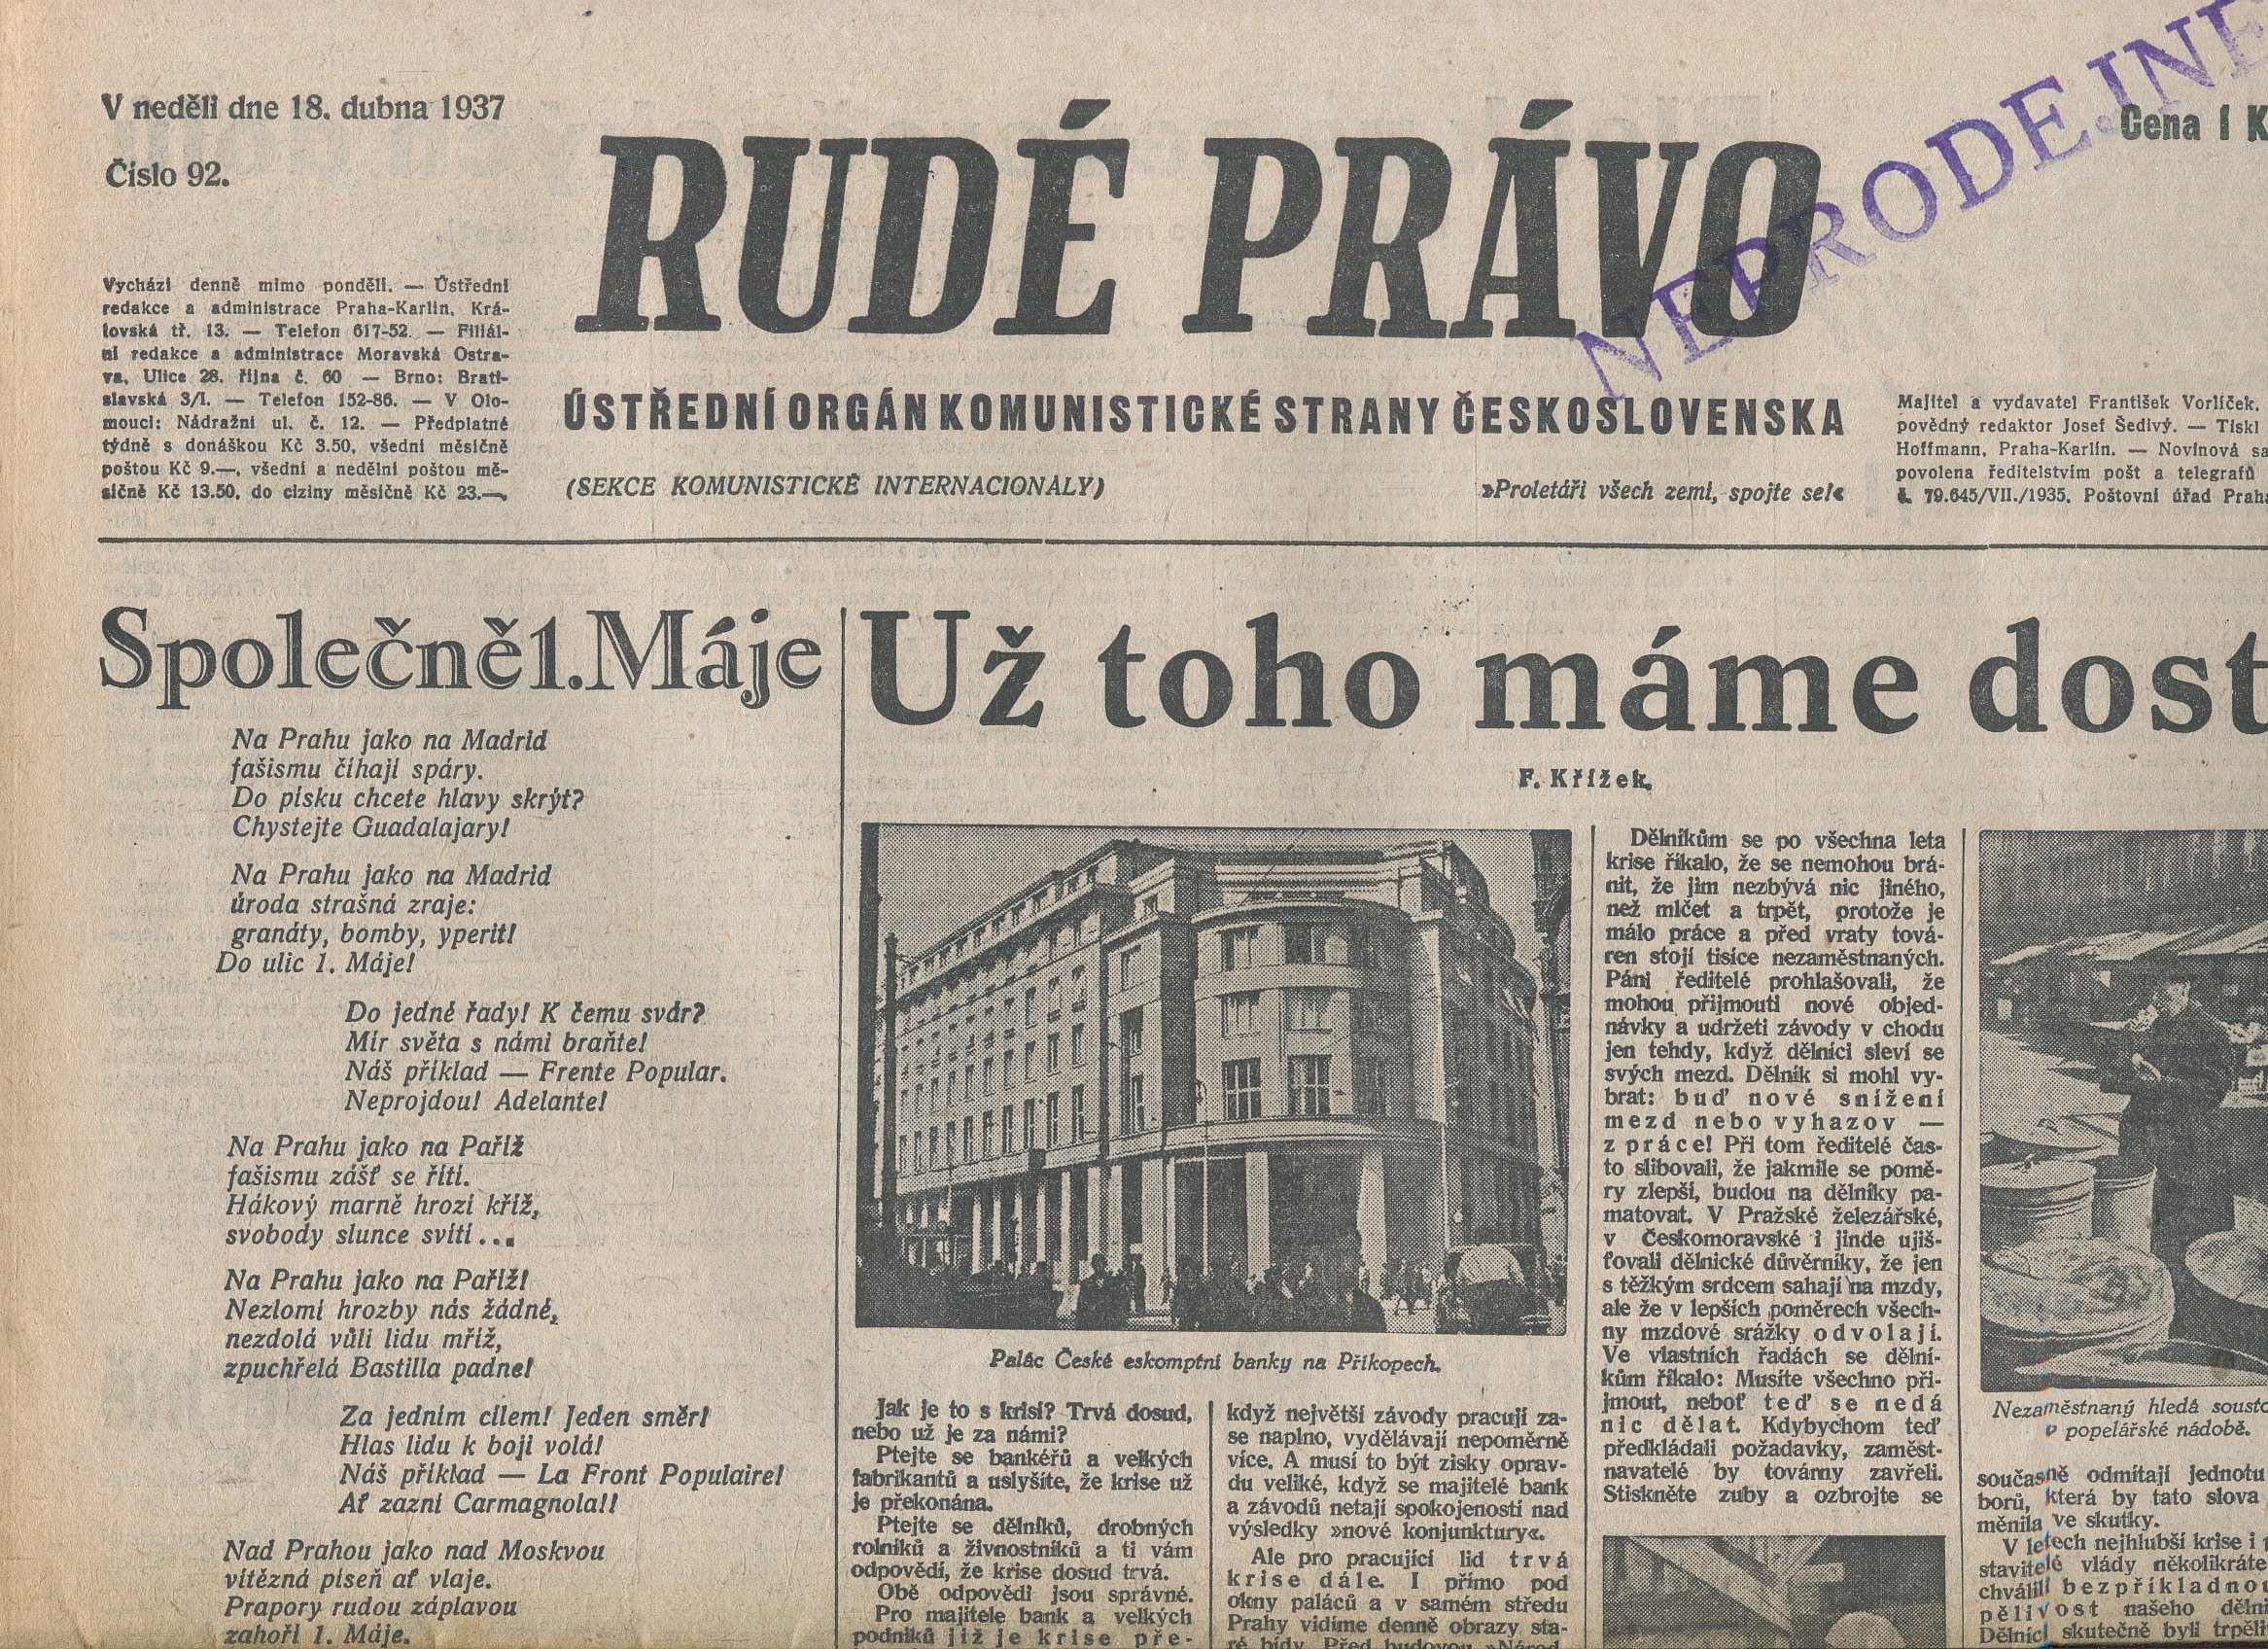 V neděli dne 18. dubna 1937
Číslo 92.
Vychází denně mimo pondělí. — Ústřední
redakce a administrace Praha-Karlín, Krá-
lovská tř. 13. — Telefon 617-52. — Filiál-
ní redakce a administrace Moravská Ostra-
va, Ulice 28. října č. 60 — Brno: Brati-
slavská 3/I. — Telefon 152-86. — V Olo-
mouci: Nádražní ul. č. 12. — Předplatné
týdně s donáškou Kč 3.50, všední měsíčně
poštou Kč 9.—, všední a nedělní poštou mě-
síčně Kč 13.50, do ciziny měsíčně Kč 23.—.
RUDÉ PRÁVO
ÚSTŘEDNÍ ORGÁN KOMUNISTICKÉ STRANY ČESKOSLOVENSKA
(SEKCE KOMUNISTICKÉ INTERNACIONÁLY)
»Proletáři všech zemí, spojte se!«
NEPRODEJNÉ
Cena 1 K
Majitel a vydavatel František Vorlíček.
povědný redaktor Josef Šedivý. — Tiskl
Hoffmann, Praha-Karlín. — Novinová sa
povolena ředitelstvím pošt a telegrafů
č. 79.645/VII./1935. Poštovní úřad Praha
Společně 1. Máje
Na Prahu jako na Madrid
fašismu číhají spáry.
Do písku chcete hlavy skrýt?
Chystejte Guadalajary!
Na Prahu jako na Madrid
úroda strašná zraje:
granáty, bomby, yperit!
Do ulic 1. Máje!
Do jedné řady! K čemu svár?
Mír světa s námi braňte!
Náš příklad — Frente Popular.
Neprojdou! Adelante!
Na Prahu jako na Paříž
fašismu zášť se řítí.
Hákový marně hrozí kříž,
svobody slunce svítí...
Na Prahu jako na Paříž!
Nezlomí hrozby nás žádné,
nezdolá vůli lidu mříž,
zpuchřelá Bastilla padne!
Za jedním cílem! Jeden směr!
Hlas lidu k boji volá!
Náš příklad — La Front Populaire!
Ať zazní Carmagnola!!
Nad Prahou jako nad Moskvou
vítězná píseň ať vlaje.
Prapory rudou záplavou
zahoří 1. Máje.
Už toho máme dost
F. Křížek.
Palác České eskomptní banky na Příkopech.
Jak je to s krisí? Trvá dosud,
nebo už je za námi?
Ptejte se bankéřů a velkých
fabrikantů a uslyšíte, že krise už
je překonána.
Ptejte se dělníků, drobných
rolníků a živnostníků a ti vám
odpovědí, že krise dosud trvá.
Obě odpovědi jsou správné.
Pro majitele bank a velkých
podniků již je krise pře-
když největší závody pracují za-
se naplno, vydělávají nepoměrně
více. A musí to být zisky oprav-
du veliké, když se majitelé bank
a závodů netají spokojeností nad
výsledky »nové konjunktury«.
Ale pro pracující lid trvá
krise dále. I přímo pod
okny paláců a v samém středu
Prahy vidíme denně obrazy sta-
ré bídy. Před budovou »Národ.
Dělníkům se po všechna leta
krise říkalo, že se nemohou brá-
nit, že jim nezbývá nic jiného,
než mlčet a trpět, protože je
málo práce a před vraty tová-
ren stojí tisíce nezaměstnaných.
Páni ředitelé prohlašovali, že
mohou přijmouti nové objed-
návky a udržeti závody v chodu
jen tehdy, když dělníci sleví se
svých mezd. Dělník si mohl vy-
brat: buď nové snížení
mezd nebo vyhazov —
z práce! Při tom ředitelé čas-
to slibovali, že jakmile se pomě-
ry zlepší, budou na dělníky pa-
matovat. V Pražské železářské,
v Českomoravské i jinde ujiš-
ťovali dělnické důvěrníky, že jen
s těžkým srdcem sahají na mzdy,
ale že v lepších poměrech všech-
ny mzdové srážky odvolají.
Ve vlastních řadách se dělní-
kům říkalo: Musíte všechno při-
jmout, neboť teď se nedá
nic dělat. Kdybychom teď
předkládali požadavky, zaměst-
navatelé by továrny zavřeli.
Stiskněte zuby a ozbrojte se
Nezaměstnaný hledá sousto
v popelářské nádobě.
současně odmítají jednotu
borů, která by tato slova
měnila ve skutky.
V letech nejhlubší krise i
stavitelé vlády několikráte
chválili bezpříkladnou
pělivost našeho dělni
Dělníci skutečně byli trpěli